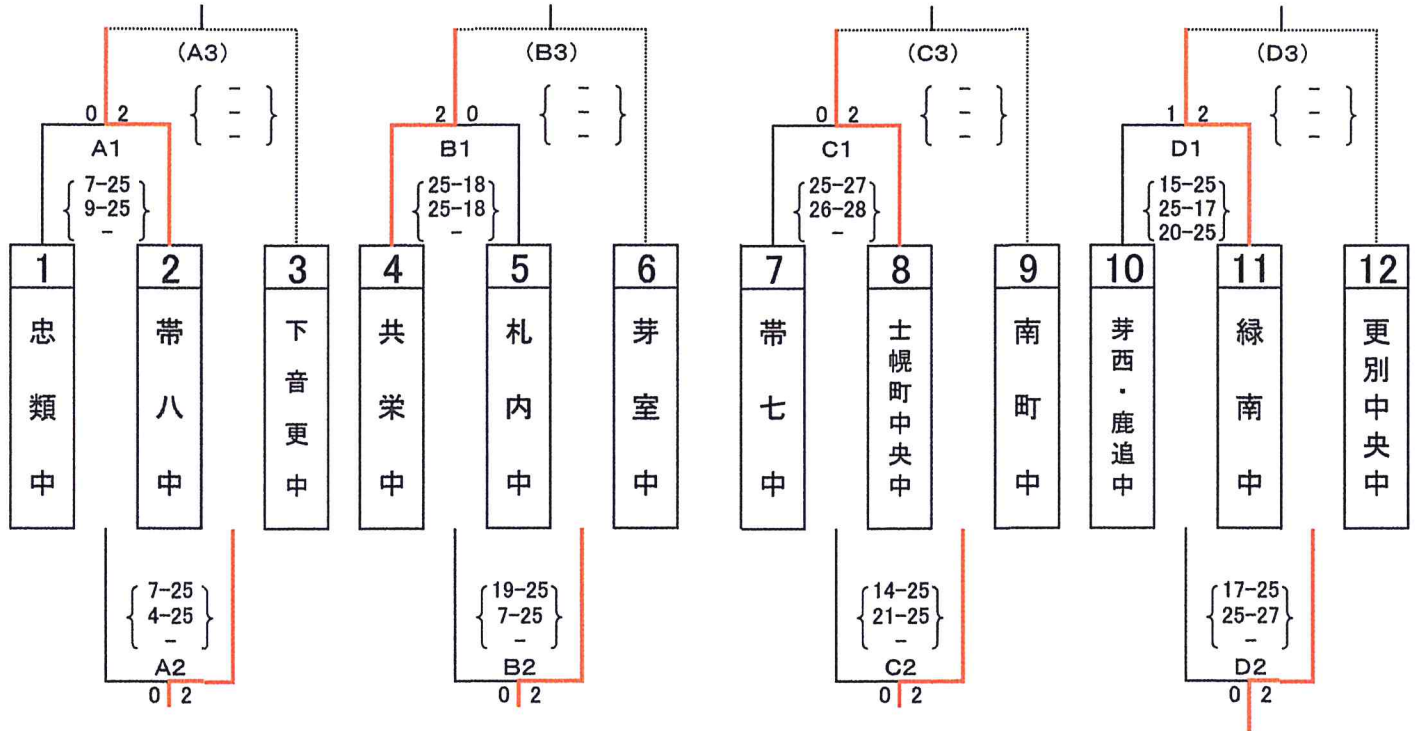 (A3) (B3) (C3) (D3)
- - - -
0 2 - 2 0 - 0 2 - 1 2 -
- - - -
A1 B1 C1 D1
7-25 25-18 25-27 15-25
9-25 25-18 26-28 25-17
- - - 20-25
1 2 3 4 5 6 7 8 9 10 11 12
忠類中
帯八中
下音更中
共栄中
札内中
芽室中
帯七中
士幌町中央中
南町中
芽西・鹿追中
緑南中
更別中央中
7-25 19-25 14-25 17-25
4-25 7-25 21-25 25-27
- - - -
A2 B2 C2 D2
0 2 0 2 0 2 0 2